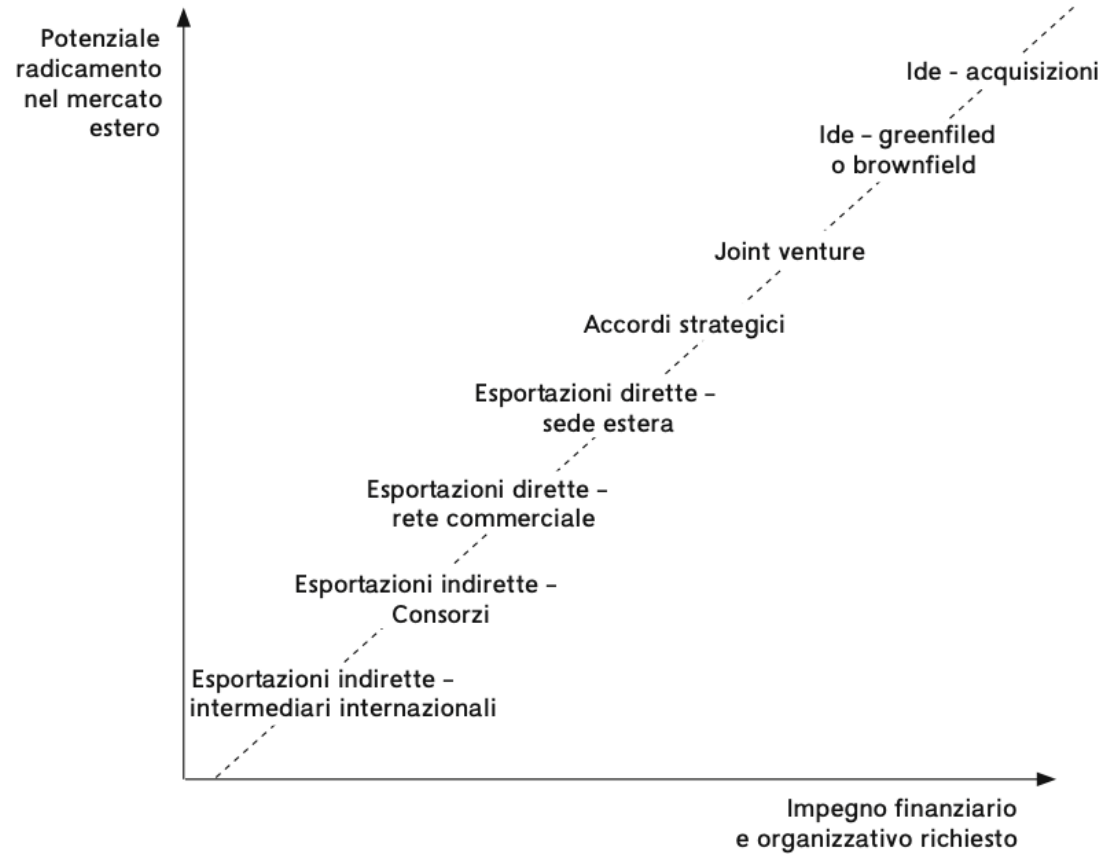 Potenziale
radicamento
nel mercato
estero
Ide - acquisizioni
Ide – greenfiled
o brownfield
Joint venture
Accordi strategici
Esportazioni dirette –
sede estera
Esportazioni dirette –
rete commerciale
Esportazioni indirette –
Consorzi
Esportazioni indirette –
intermediari internazionali
Impegno finanziario
e organizzativo richiesto